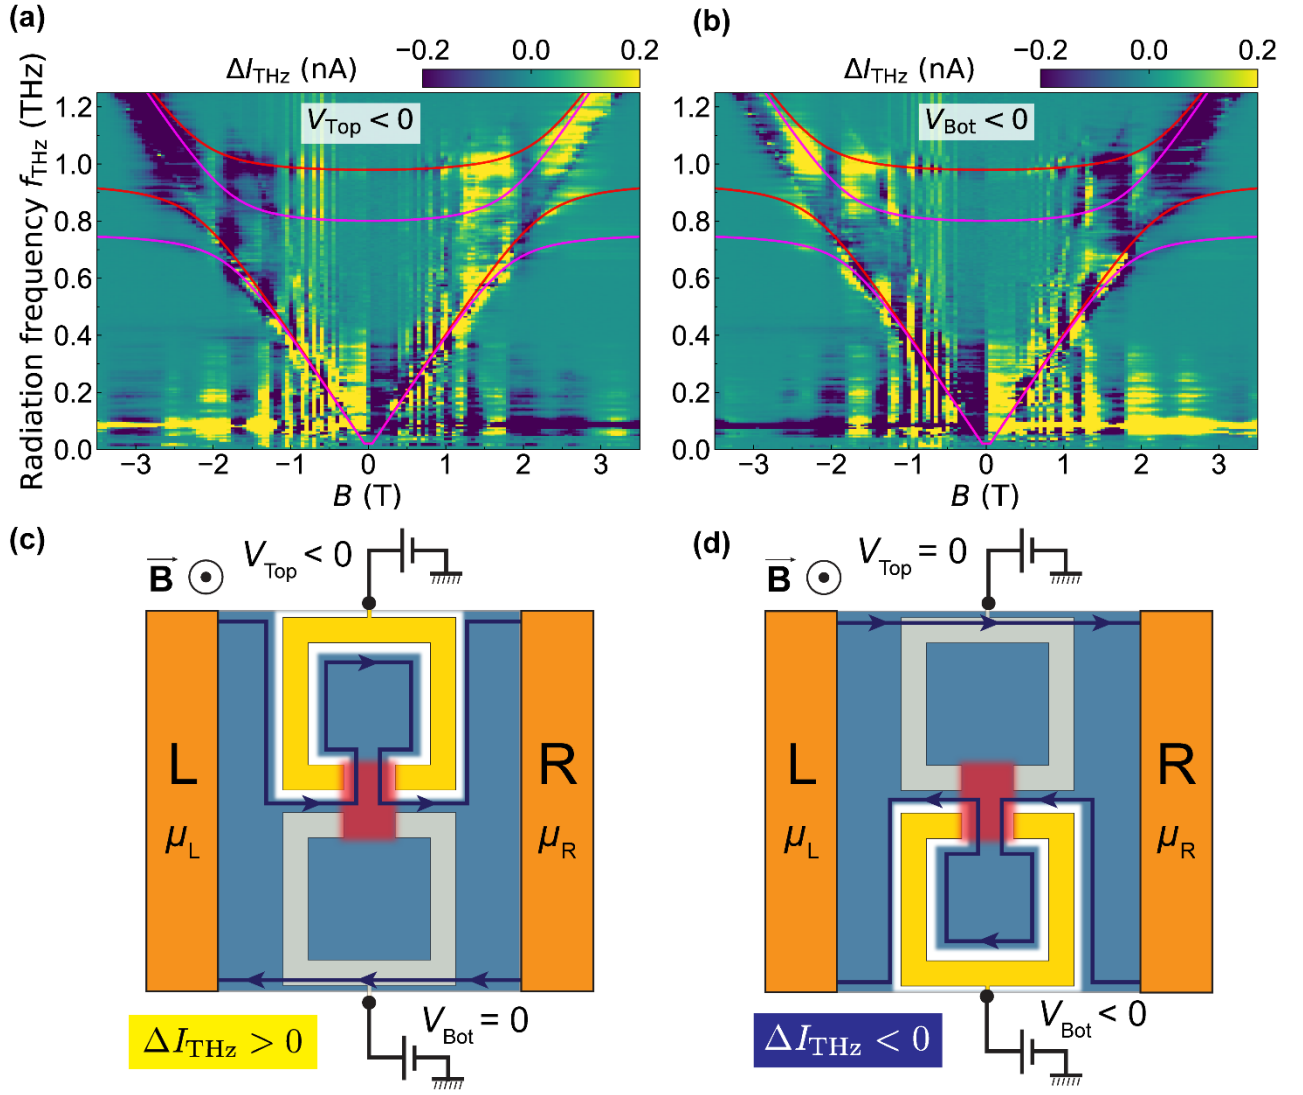 (a)
(b)
−0.2 0.0 0.2
−0.2 0.0 0.2
ΔI_THz (nA)
ΔI_THz (nA)
V_Top < 0
V_Bot < 0
Radiation frequency f_THz (THz)
1.2
1.0
0.8
0.6
0.4
0.2
0.0
1.2
1.0
0.8
0.6
0.4
0.2
0.0
−3 −2 −1 0 1 2 3
−3 −2 −1 0 1 2 3
B (T)
B (T)
(c)
V_Top < 0
B
L
μ_L
R
μ_R
V_Bot = 0
ΔI_THz > 0
(d)
V_Top = 0
B
L
μ_L
R
μ_R
V_Bot < 0
ΔI_THz < 0